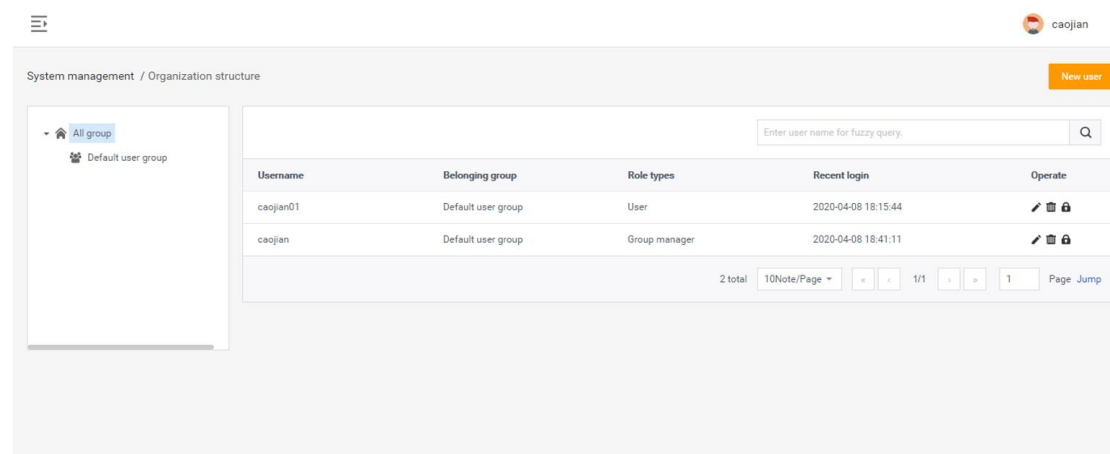 caojian
System management / Organization structure
New user
All group
Default user group
Enter user name for fuzzy query.
Username Belonging group Role types Recent login Operate
caojian01 Default user group User 2020-04-08 18:15:44
caojian Default user group Group manager 2020-04-08 18:41:11
2 total 10Note/Page « ‹ 1/1 › » 1 Page Jump